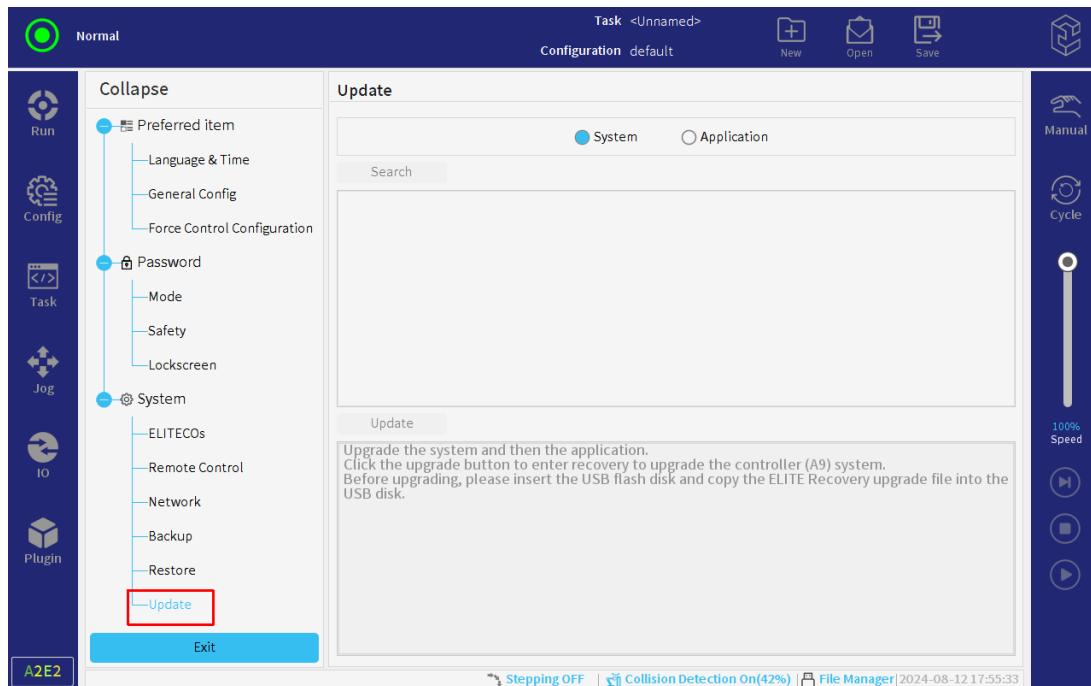 Normal
Task <Unnamed>
Configuration default
New
Open
Save
Run
Config
Task
Jog
IO
Plugin
A2E2
Collapse
Preferred item
Language & Time
General Config
Force Control Configuration
Password
Mode
Safety
Lockscreen
System
ELITECOs
Remote Control
Network
Backup
Restore
Update
Exit
Update
System Application
Search
Update
Upgrade the system and then the application.
Click the upgrade button to enter recovery to upgrade the controller (A9) system.
Before upgrading, please insert the USB flash disk and copy the ELITE Recovery upgrade file into the
USB disk.
Manual
Cycle
100%
Speed
Stepping OFF | Collision Detection On(42%) | File Manager|2024-08-12 17:55:33